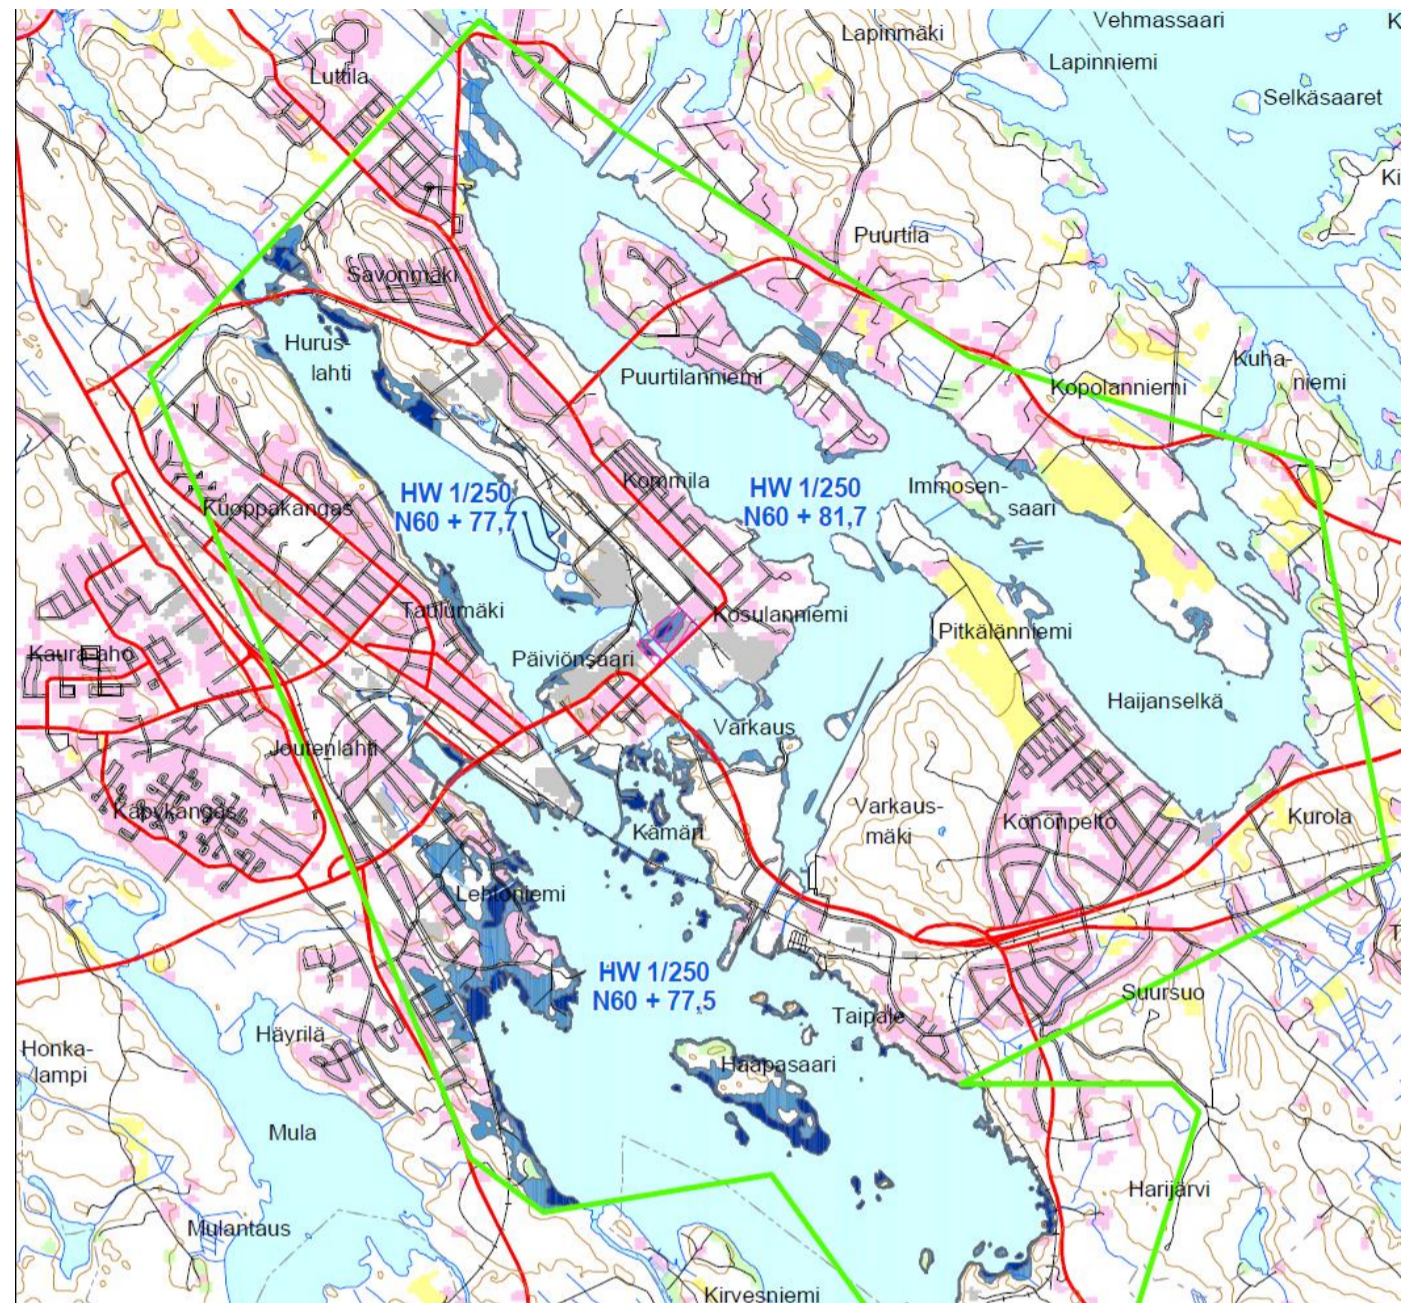 Vehmassaari
Lapinmäki
Lapinniemi
Luttila
Selkäsaaret
Ki
Puurtila
Savonmäki
Hurus-
lahti
Kuha-
niemi
Puurtilanniemi
Kopolanniemi
Kommila
HW 1/250
N60 + 77,7
HW 1/250
N60 + 81,7
Immosen-
saari
Kuoppakangas
Taulumäki
Kosulanniemi
Pitkälänniemi
Kaura-aho
Päiviönsaari
Haijanselkä
Varkaus
Joutenlahti
Käpykangas
Kämäri
Varkaus-
mäki
Könönpelto
Kurola
Lehtoniemi
T
HW 1/250
N60 + 77,5
Suursuo
Taipale
Häyrilä
Honka-
lampi
Haapasaari
Mula
Harijärvi
Mulantaus
Kirvesniemi